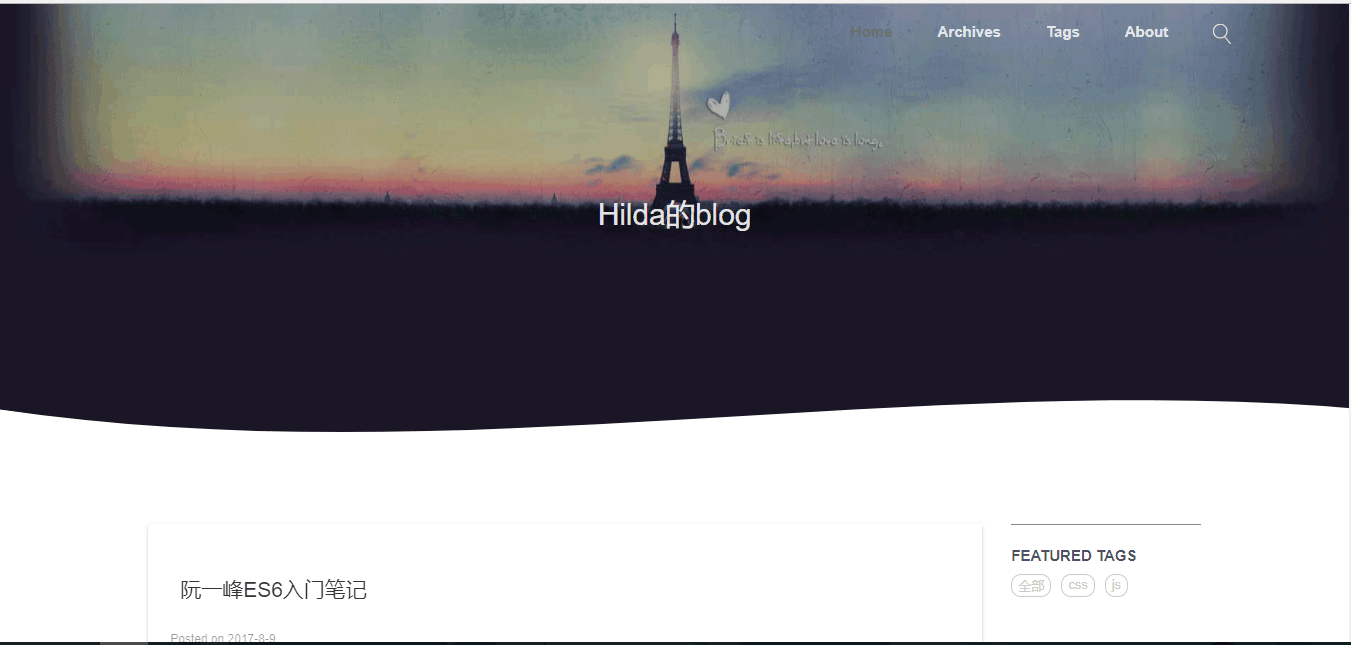 Home Archives Tags About
Brief is life, but love is long.
Hilda的blog
阮一峰ES6入门笔记
Posted on 2017-8-9
FEATURED TAGS
全部 css js